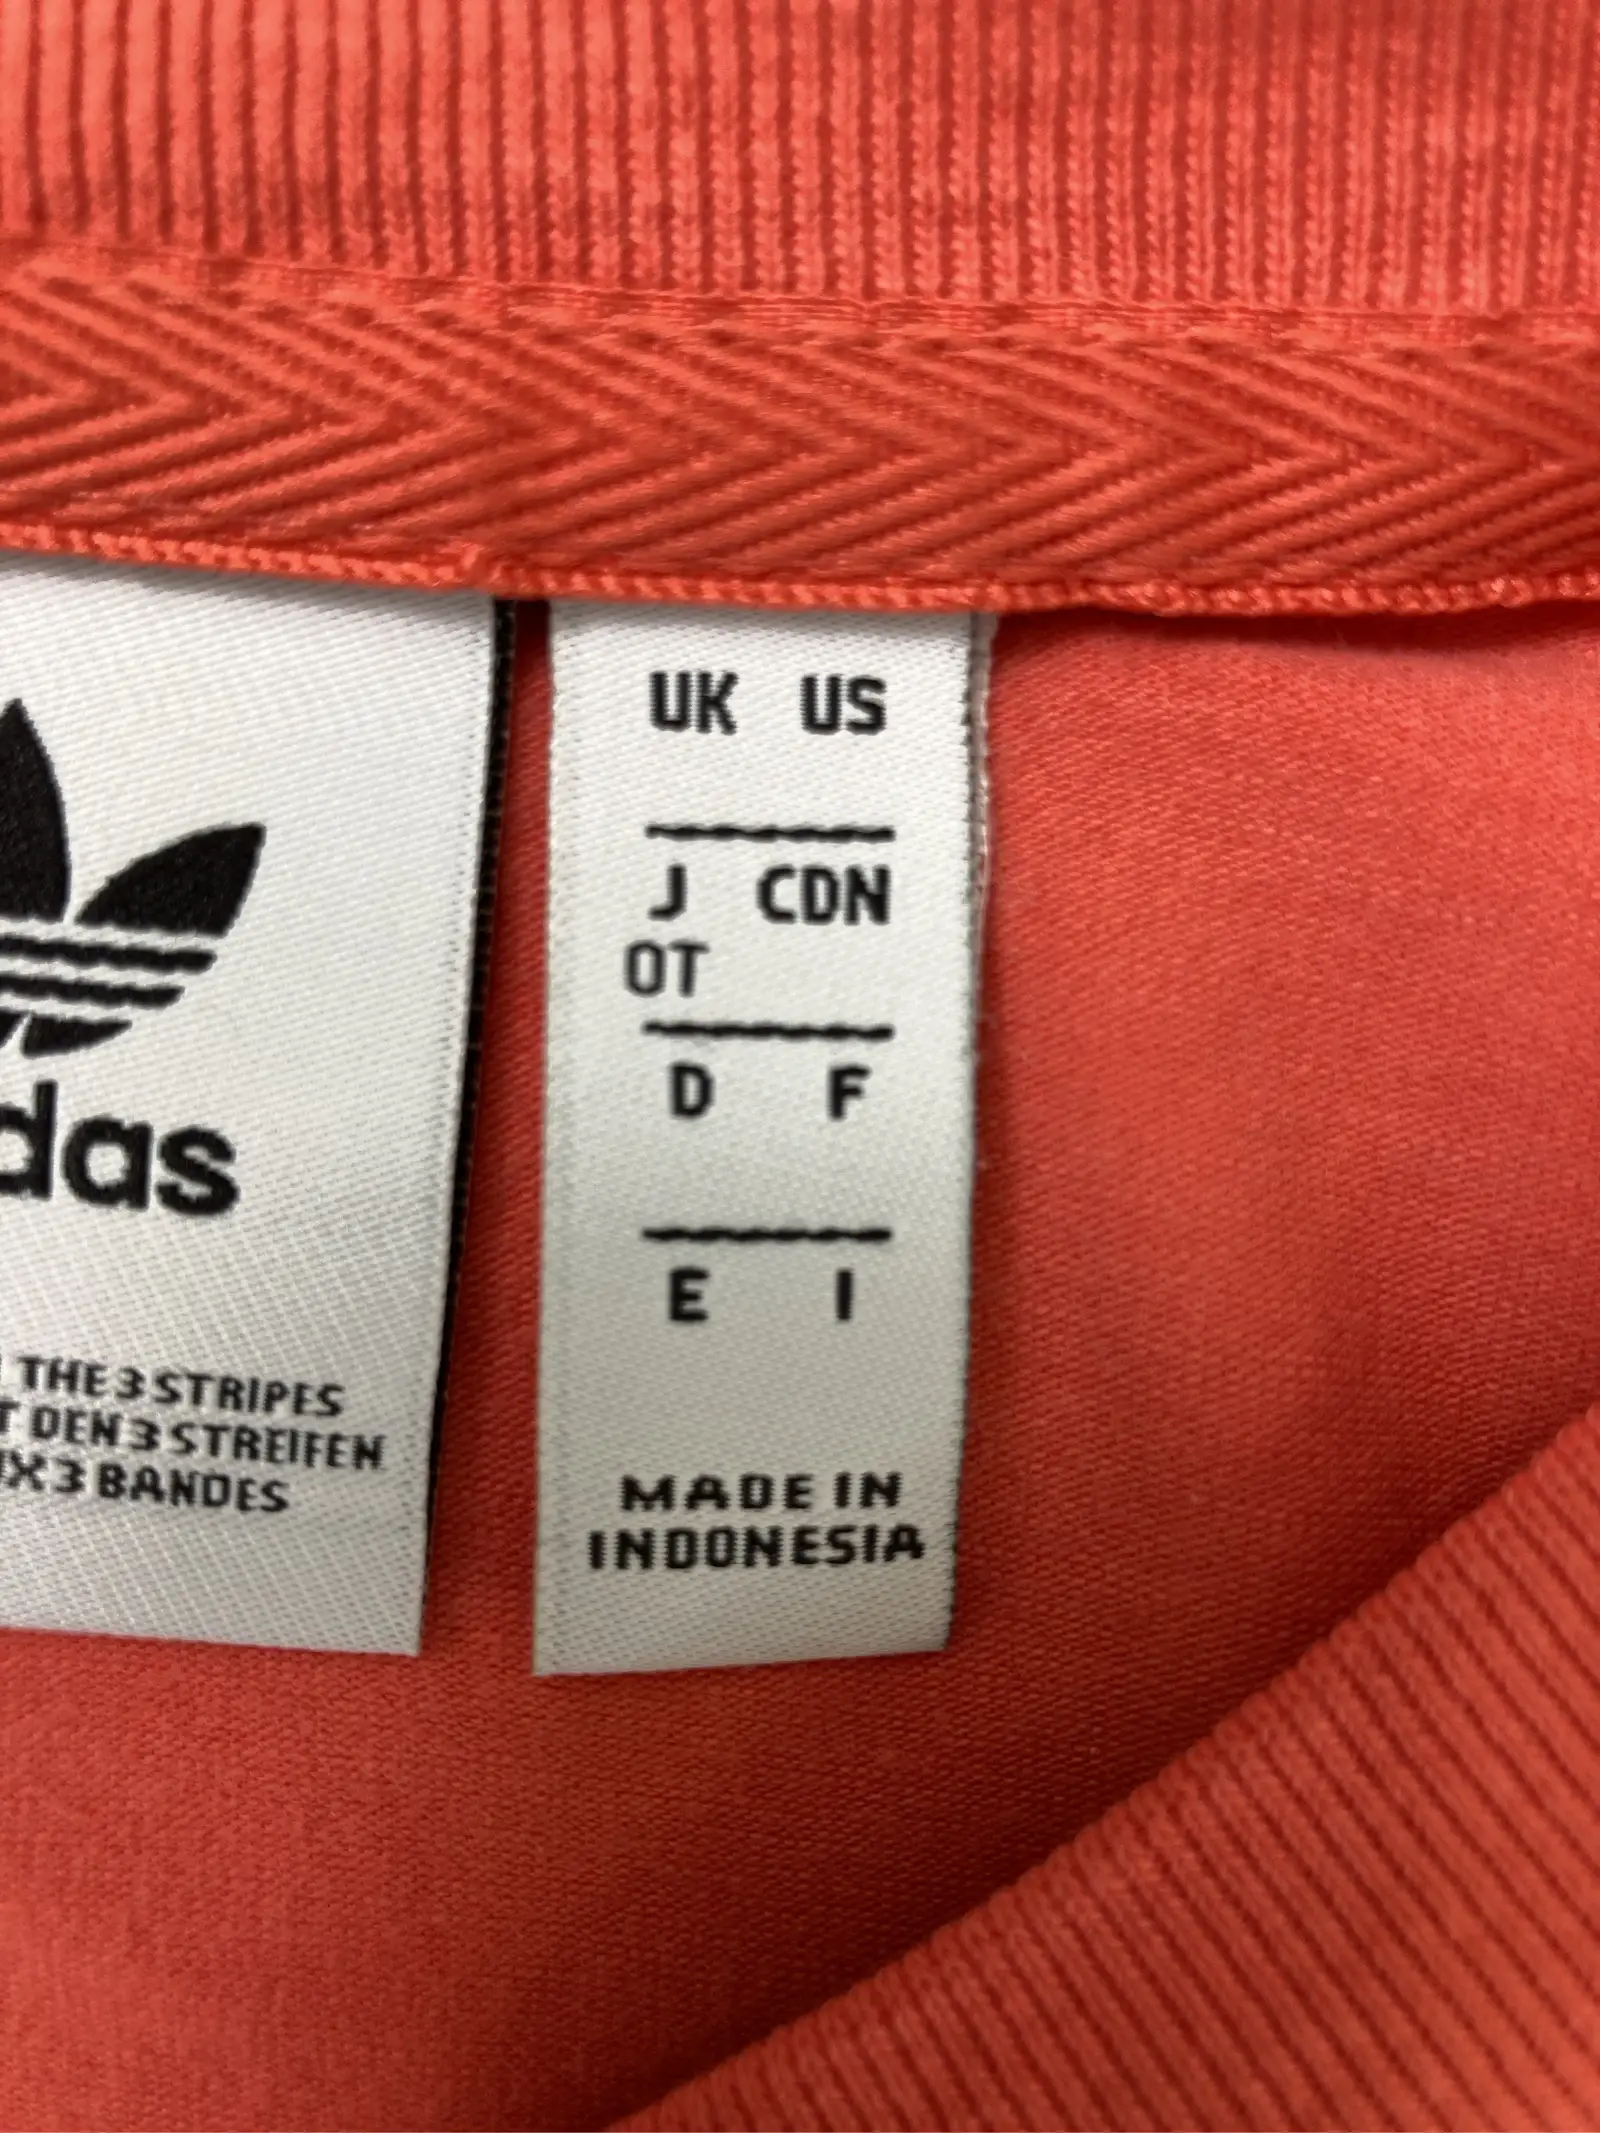 das
THE 3 STRIPES
DEN 3 STREIFEN
3 BANDES
UK US
J CDN
OT
D F
E I
MADE IN
INDONESIA